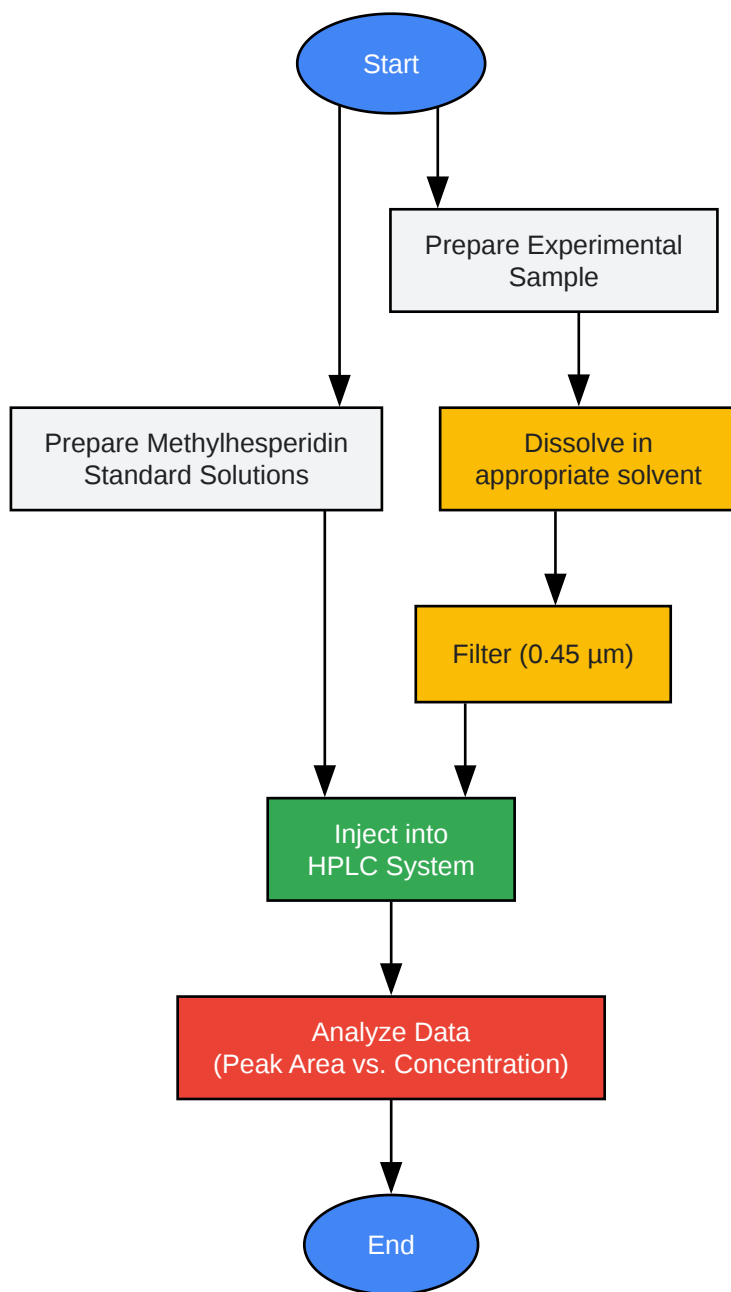 Start
Prepare Experimental
Sample
Prepare Methylhesperidin
Standard Solutions
Dissolve in
appropriate solvent
Filter (0.45 µm)
Inject into
HPLC System
Analyze Data
(Peak Area vs. Concentration)
End